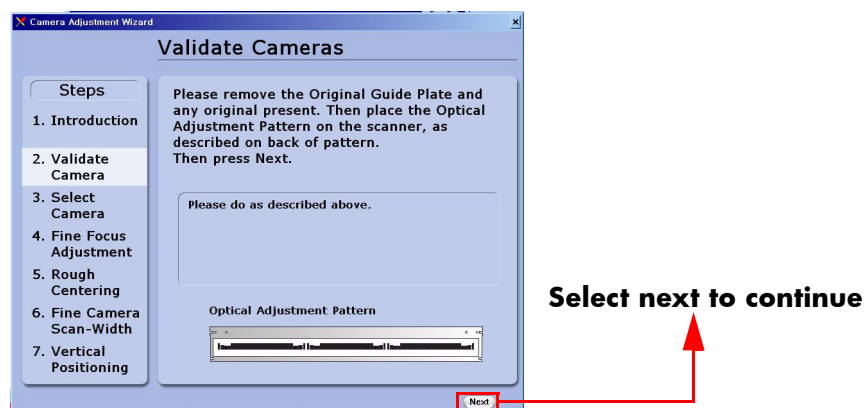 Camera Adjustment Wizard
Validate Cameras
Steps
1. Introduction
2. Validate
Camera
3. Select
Camera
4. Fine Focus
Adjustment
5. Rough
Centering
6. Fine Camera
Scan-Width
7. Vertical
Positioning
Please remove the Original Guide Plate and
any original present. Then place the Optical
Adjustment Pattern on the scanner, as
described on back of pattern.
Then press Next.
Please do as described above.
Optical Adjustment Pattern
Next
Select next to continue